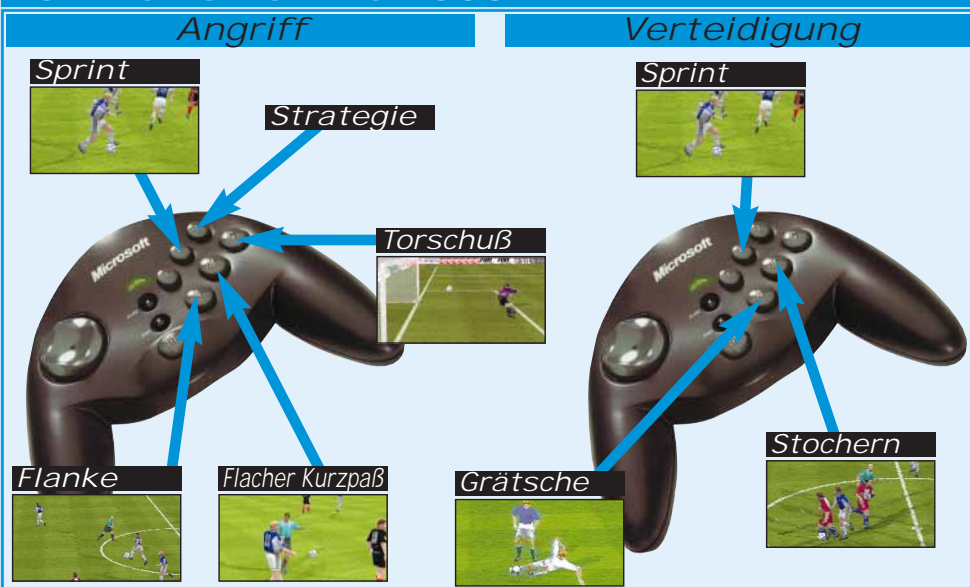 Angriff
Verteidigung
Sprint
Strategie
Torschuß
Microsoft
Flanke
Flacher Kurzpaß
Sprint
Microsoft
Grätsche
Stochern